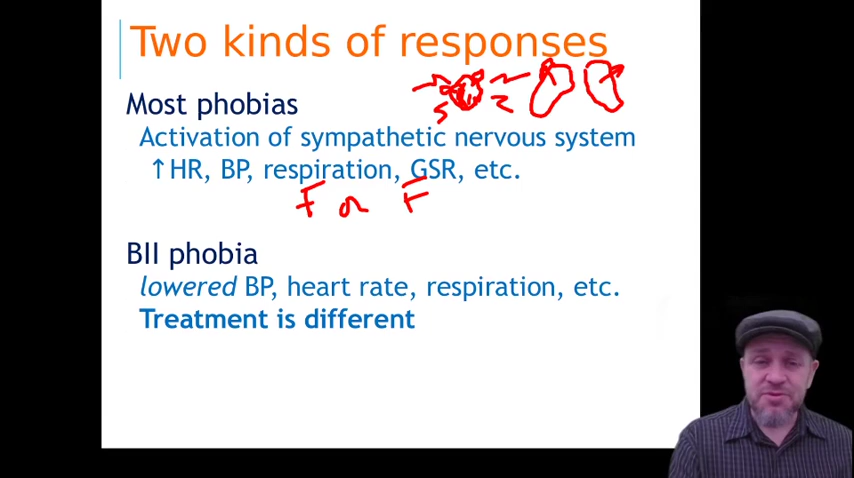 Two kinds of responses
Most phobias
Activation of sympathetic nervous system
↑HR, BP, respiration, GSR, etc.
F or F
BII phobia
lowered BP, heart rate, respiration, etc.
Treatment is different